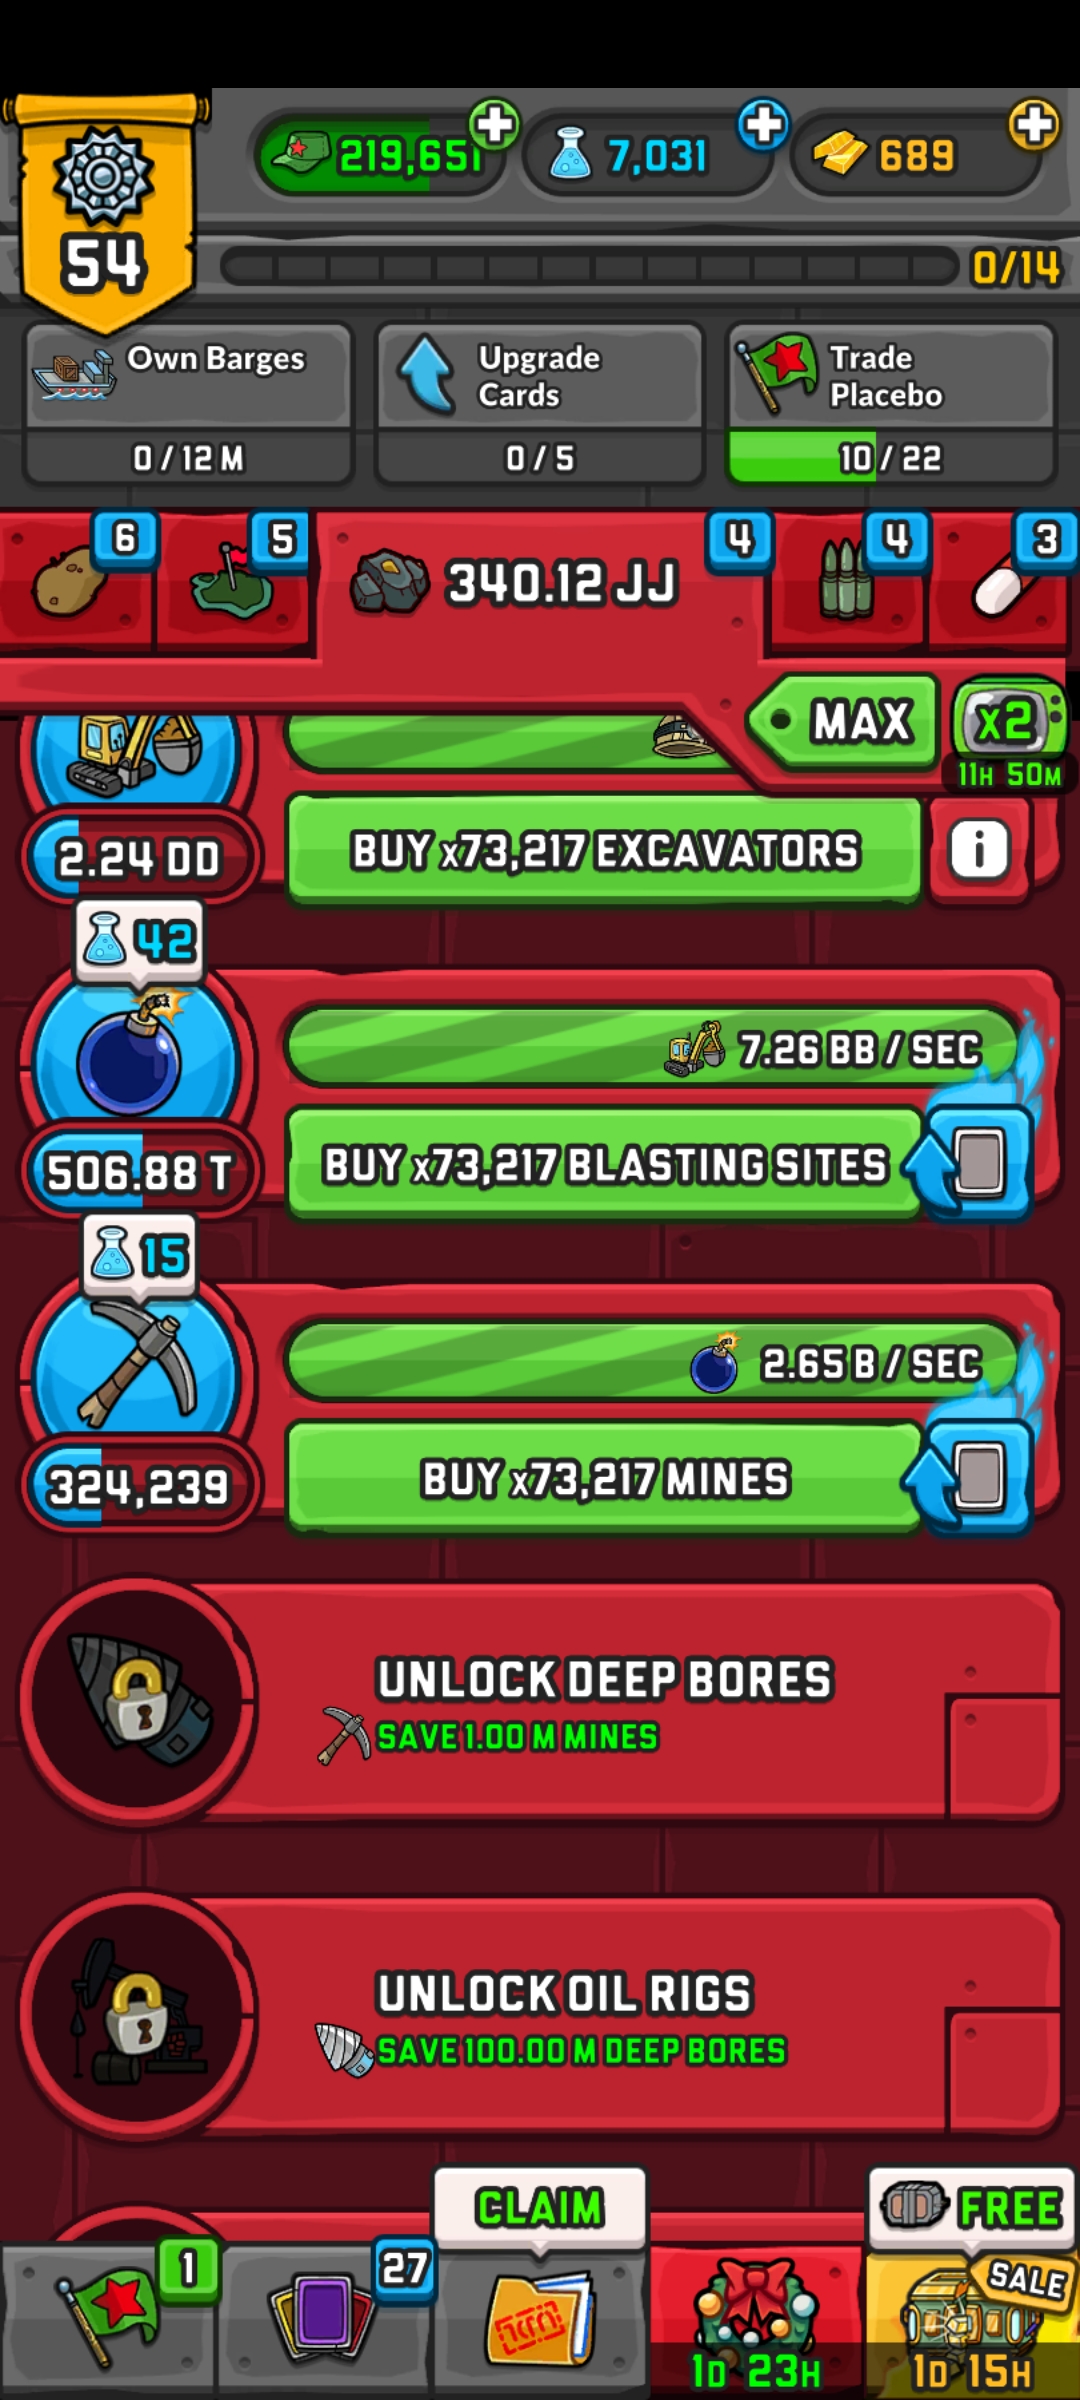 54
219,651
7,031
689
0/14
Own Barges
0 / 12 M
Upgrade
Cards
0 / 5
Trade
Placebo
10 / 22
6
5
340.12 JJ
4
4
3
MAX
x2
11H 50M
2.24 DD
BUY x73,217 EXCAVATORS
i
42
7.26 BB / SEC
506.88 T
BUY x73,217 BLASTING SITES
15
2.65 B / SEC
324,239
BUY x73,217 MINES
UNLOCK DEEP BORES
SAVE 1.00 M MINES
UNLOCK OIL RIGS
SAVE 100.00 M DEEP BORES
CLAIM
FREE
1
27
SALE
1D 23H
1D 15H